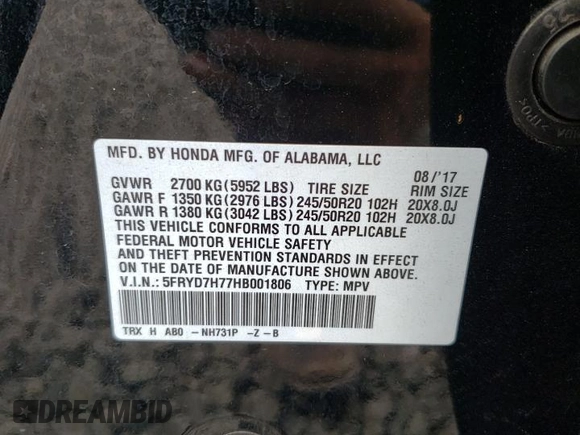 MFD. BY HONDA MFG. OF ALABAMA, LLC 08/'17
GVWR 2700 KG (5952 LBS) TIRE SIZE RIM SIZE
GAWR F 1350 KG (2976 LBS) 245/50R20 102H 20X8.0J
GAWR R 1380 KG (3042 LBS) 245/50R20 102H 20X8.0J
THIS VEHICLE CONFORMS TO ALL APPLICABLE
FEDERAL MOTOR VEHICLE SAFETY
AND THEFT PREVENTION STANDARDS IN EFFECT
ON THE DATE OF MANUFACTURE SHOWN ABOVE.
V.I.N.: 5FRYD7H77HB001806 TYPE: MPV
TRX H AB0 -NH731P -Z-B
DREAMBID